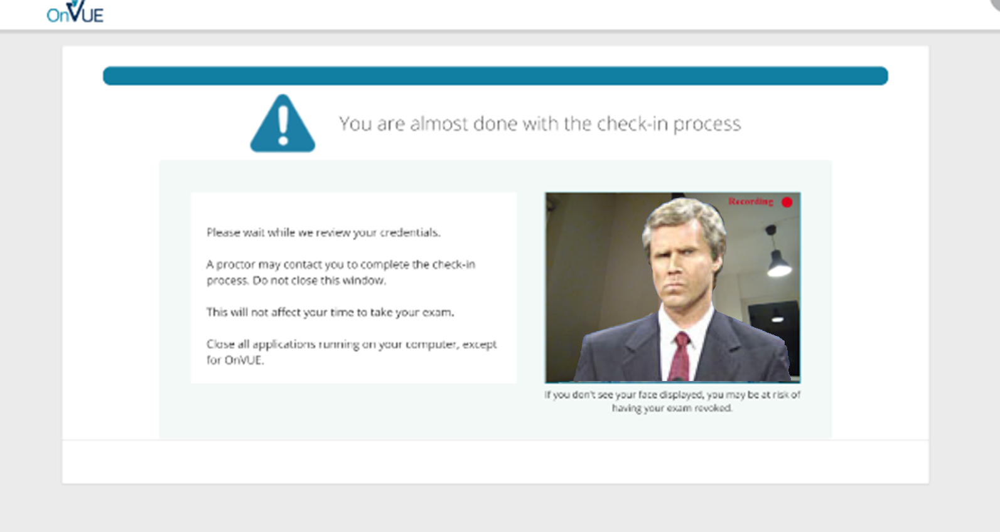 OnVUE
You are almost done with the check-in process
Please wait while we review your credentials.
A proctor may contact you to complete the check-in
process. Do not close this window.
This will not affect your time to take your exam.
Close all applications running on your computer, except
for OnVUE.
Recording
If you don't see your face displayed, you may be at risk of
having your exam revoked.